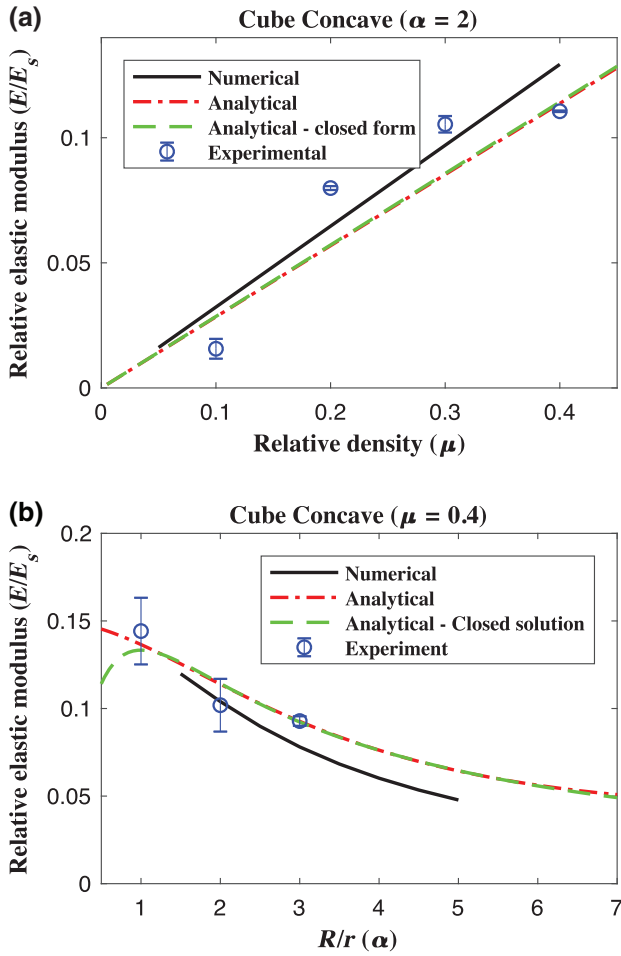 (a)
Cube Concave (α = 2)
Relative elastic modulus (E/E_s)
0.1
0.05
0
Numerical
Analytical
Analytical - closed form
Experimental
0 0.1 0.2 0.3 0.4
Relative density (μ)
(b)
Cube Concave (μ = 0.4)
Relative elastic modulus (E/E_s)
0.2
0.15
0.1
0.05
0
Numerical
Analytical
Analytical - Closed solution
Experiment
1 2 3 4 5 6 7
R/r (α)